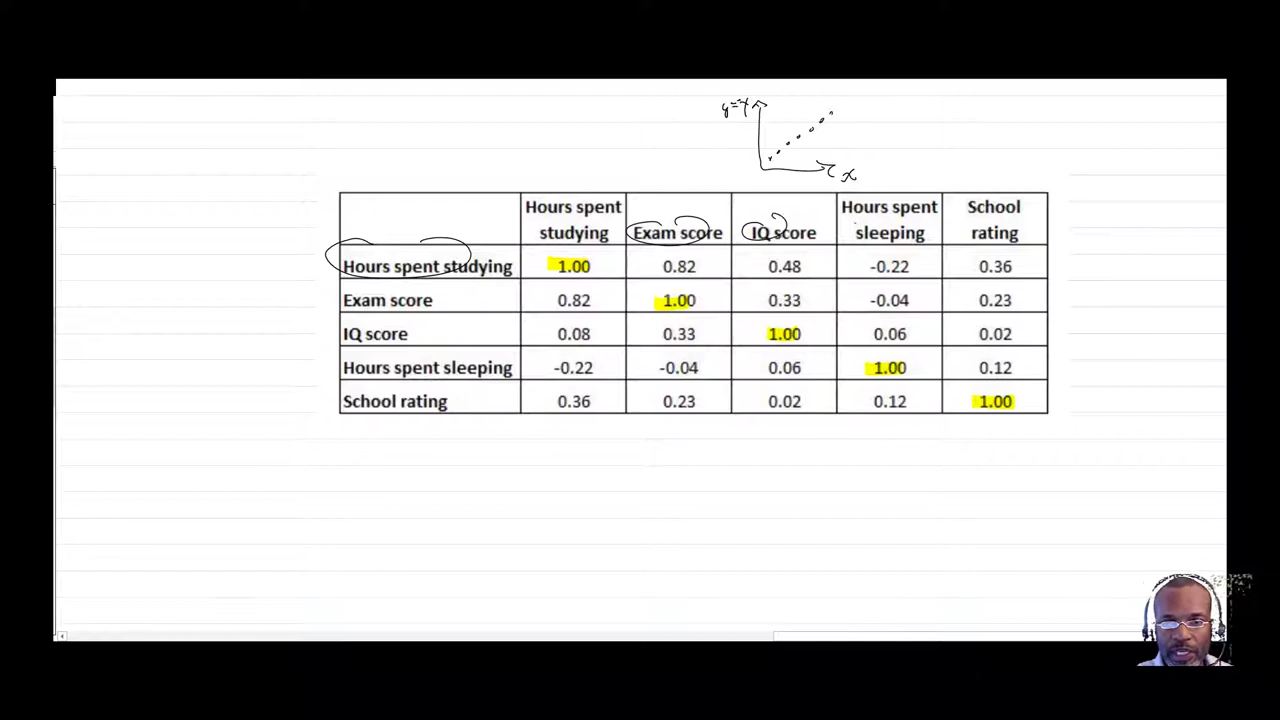 y=x
x
Hours spent studying Exam score IQ score Hours spent sleeping School rating
Hours spent studying 1.00 0.82 0.48 -0.22 0.36
Exam score 0.82 1.00 0.33 -0.04 0.23
IQ score 0.08 0.33 1.00 0.06 0.02
Hours spent sleeping -0.22 -0.04 0.06 1.00 0.12
School rating 0.36 0.23 0.02 0.12 1.00